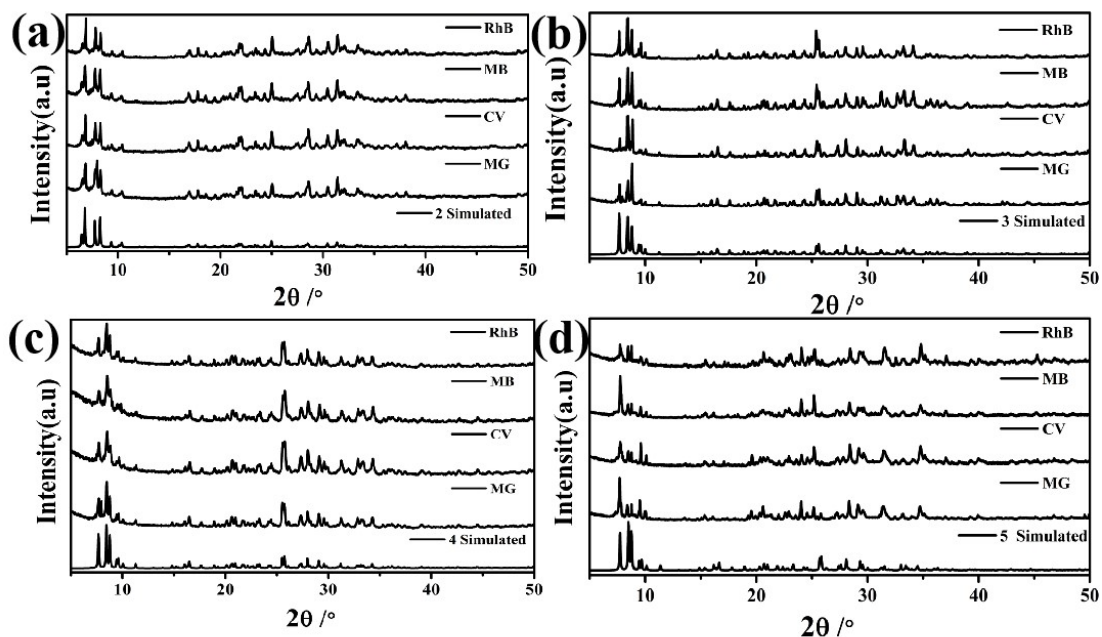 (a)
RhB
MB
CV
MG
2 Simulated
Intensity(a.u)
10 20 30 40 50
2θ /°
(b)
RhB
MB
CV
MG
3 Simulated
Intensity(a.u)
10 20 30 40 50
2θ /°
(c)
RhB
MB
CV
MG
4 Simulated
Intensity(a.u)
10 20 30 40 50
2θ /°
(d)
RhB
MB
CV
MG
5 Simulated
Intensity(a.u)
10 20 30 40 50
2θ /°